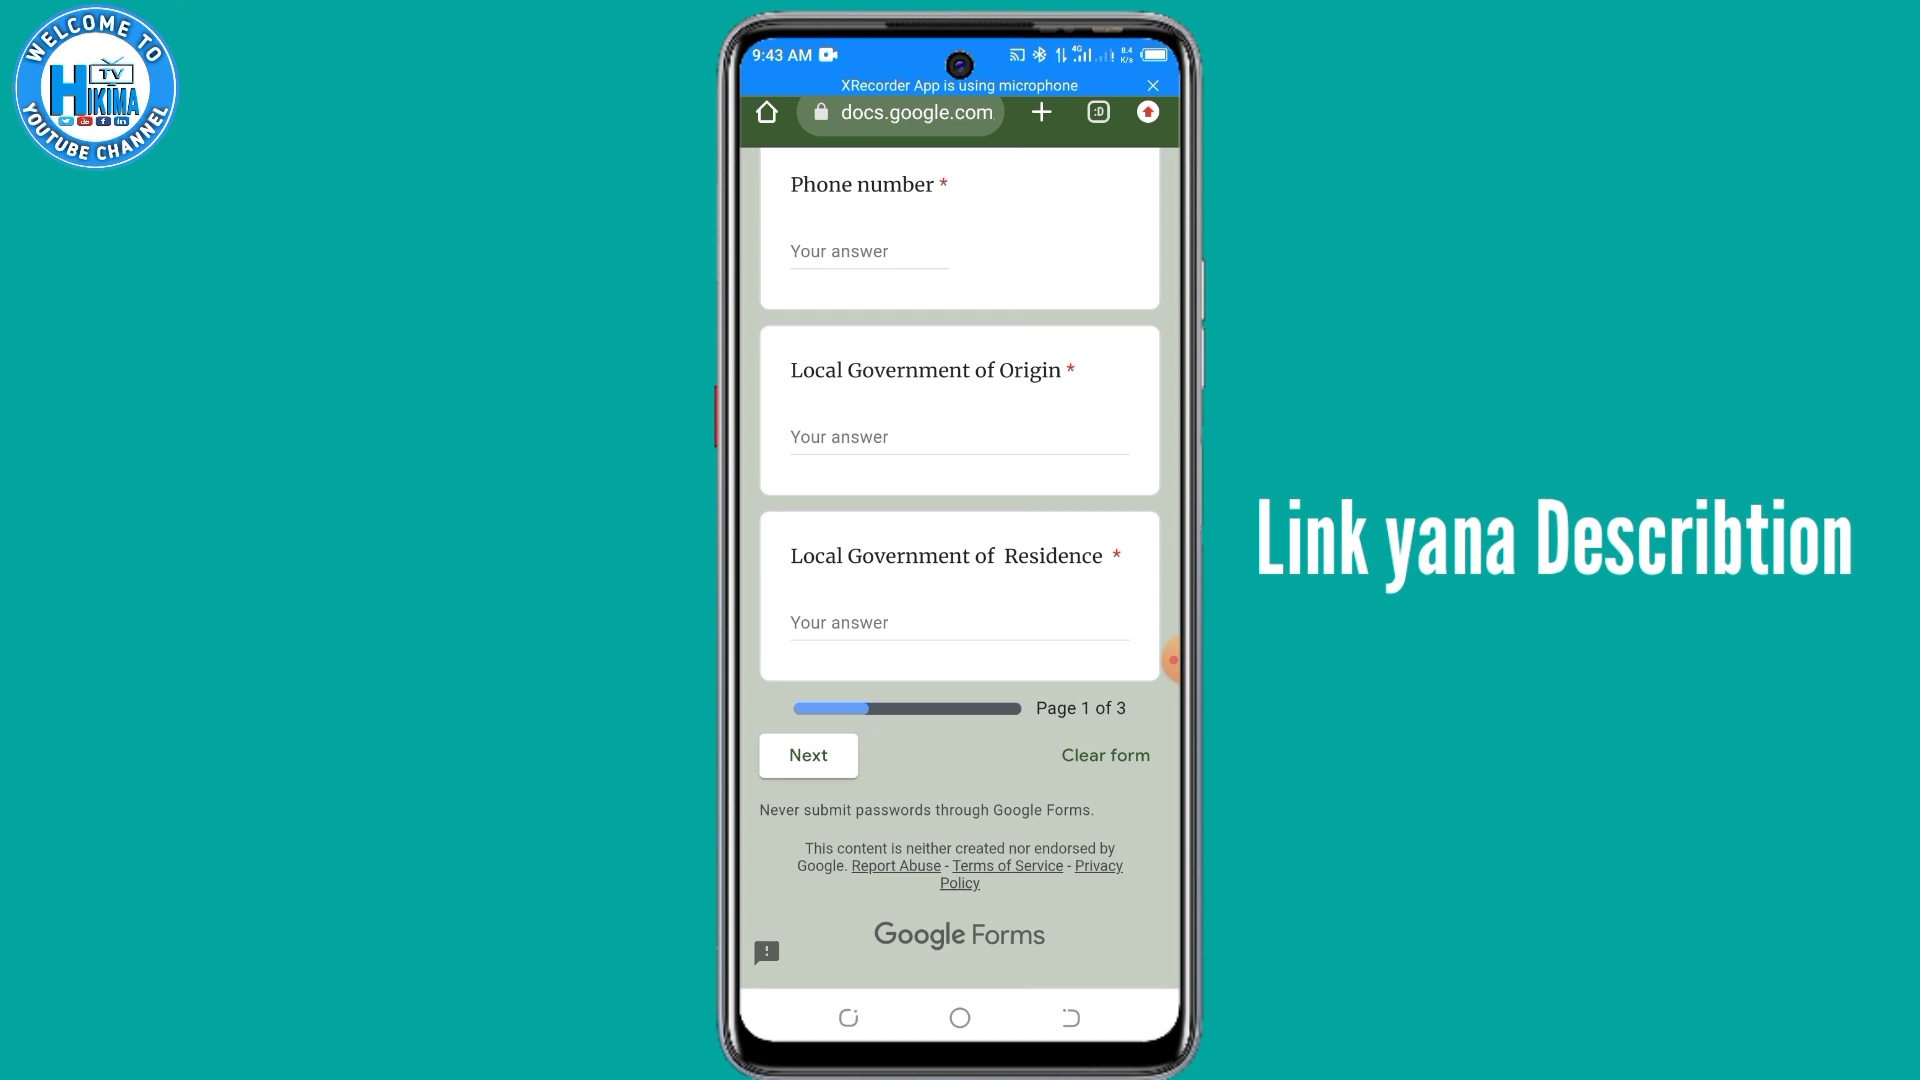 WELCOME TO
TV
HIKIMA
YOUTUBE CHANNEL
9:43 AM
4G
8.4
K/s
XRecorder App is using microphone
docs.google.com
:D
Phone number *
Your answer
Local Government of Origin *
Your answer
Local Government of Residence *
Your answer
Page 1 of 3
Next
Clear form
Never submit passwords through Google Forms.
This content is neither created nor endorsed by
Google. Report Abuse - Terms of Service - Privacy
Policy
Google Forms
Link yana Describtion